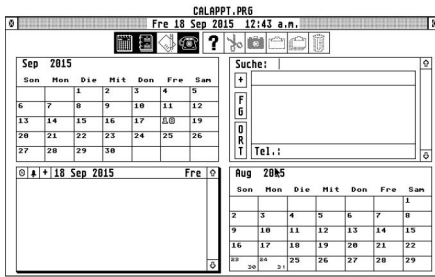 CALAPPT.PRG
Fre 18 Sep 2015 12:43 a.m.
?
Sep 2015
Son Mon Die Mit Don Fre Sam
1 2 3 4 5
6 7 8 9 10 11 12
13 14 15 16 17 18 19
20 21 22 23 24 25 26
27 28 29 30
+ 18 Sep 2015 Fre
Suche:
+
F
G
O
R
T
Tel.:
Aug 2015
Son Mon Die Mit Don Fre Sam
1
2 3 4 5 6 7 8
9 10 11 12 13 14 15
16 17 18 19 20 21 22
23 30 24 31 25 26 27 28 29